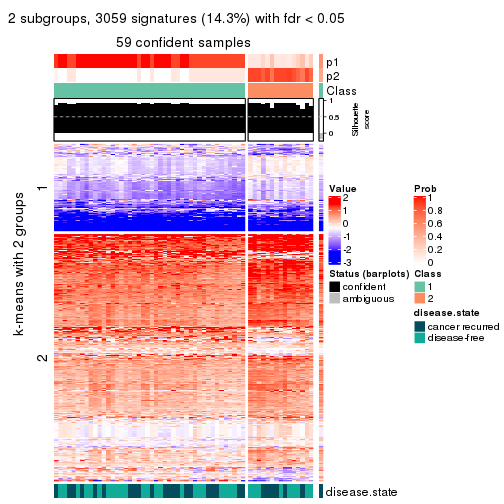 2 subgroups, 3059 signatures (14.3%) with fdr < 0.05
59 confident samples
p1
p2
Class
1
0.5
0
Silhouette
score
k-means with 2 groups
1
2
Value
2
1
0
-1
-2
-3
Prob
1
0.8
0.6
0.4
0.2
0
Status (barplots)
confident
ambiguous
Class
1
2
disease.state
cancer recurred
disease-free
disease.state